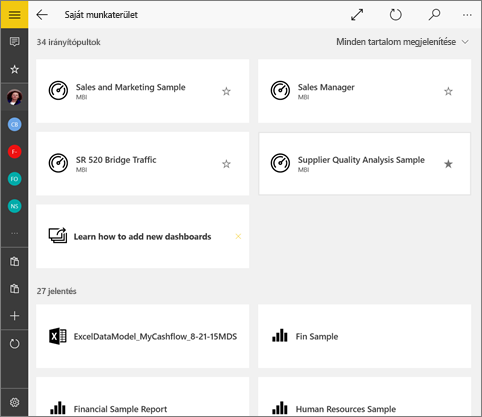 Saját munkaterület
34 irányítópultok
Minden tartalom megjelenítése
Sales and Marketing Sample
MBI
Sales Manager
MBI
SR 520 Bridge Traffic
MBI
Supplier Quality Analysis Sample
MBI
Learn how to add new dashboards
27 jelentés
ExcelDataModel_MyCashflow_8-21-15MDS
Fin Sample
Financial Sample Report
Human Resources Sample
CB
F-
FO
NS